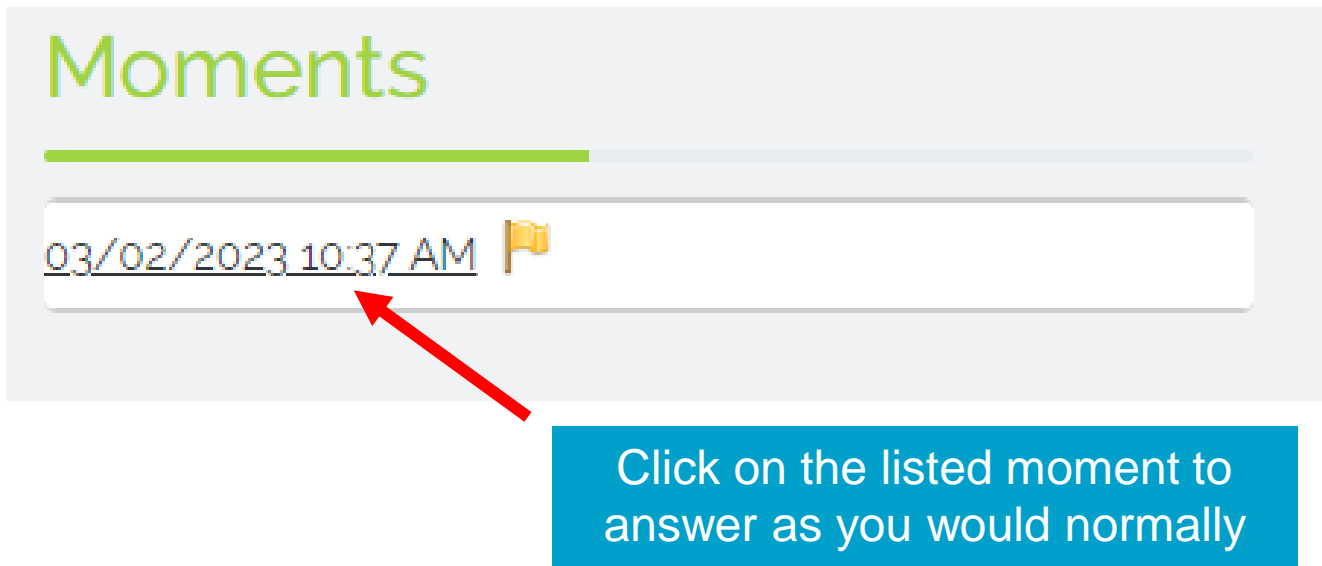 Moments
03/02/2023 10:37 AM
Click on the listed moment to
answer as you would normally